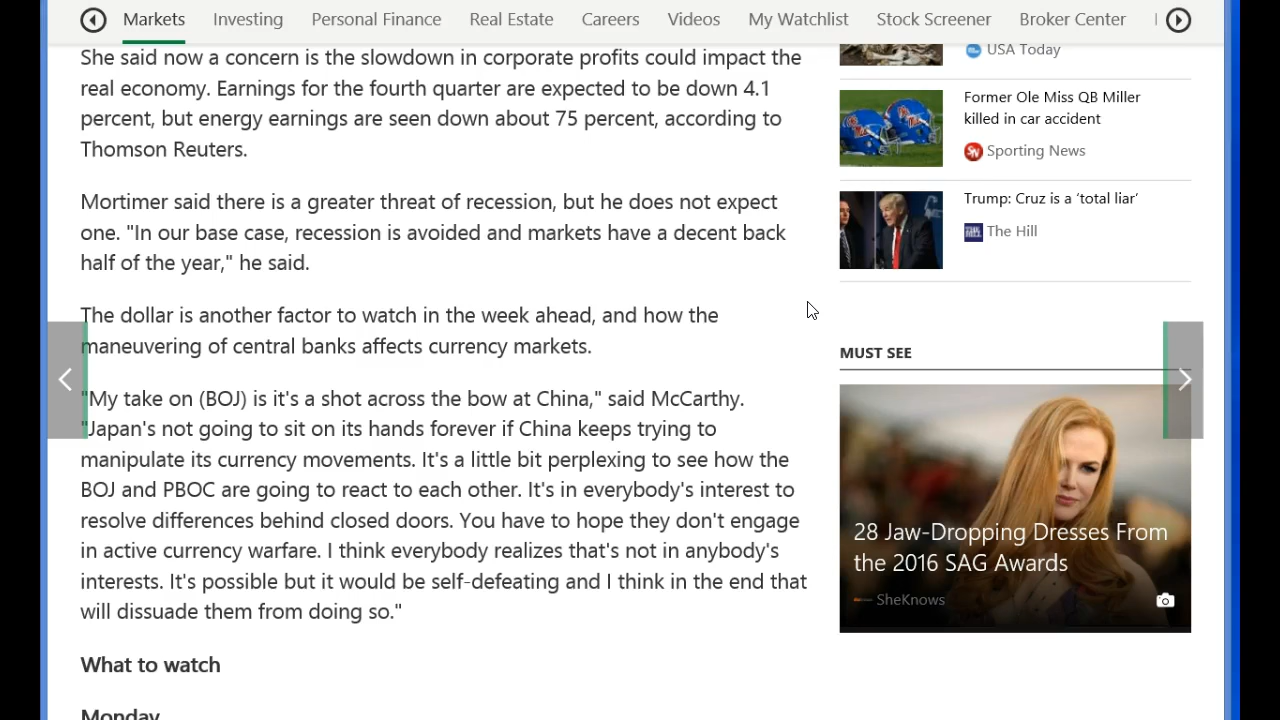 Markets
Investing
Personal Finance
Real Estate
Careers
Videos
My Watchlist
Stock Screener
Broker Center
She said now a concern is the slowdown in corporate profits could impact the
real economy. Earnings for the fourth quarter are expected to be down 4.1
percent, but energy earnings are seen down about 75 percent, according to
Thomson Reuters.
Mortimer said there is a greater threat of recession, but he does not expect
one. "In our base case, recession is avoided and markets have a decent back
half of the year," he said.
The dollar is another factor to watch in the week ahead, and how the
maneuvering of central banks affects currency markets.
"My take on (BOJ) is it's a shot across the bow at China," said McCarthy.
"Japan's not going to sit on its hands forever if China keeps trying to
manipulate its currency movements. It's a little bit perplexing to see how the
BOJ and PBOC are going to react to each other. It's in everybody's interest to
resolve differences behind closed doors. You have to hope they don't engage
in active currency warfare. I think everybody realizes that's not in anybody's
interests. It's possible but it would be self-defeating and I think in the end that
will dissuade them from doing so."
What to watch
Monday
USA Today
Former Ole Miss QB Miller
killed in car accident
SN Sporting News
Trump: Cruz is a ‘total liar’
The Hill
MUST SEE
28 Jaw-Dropping Dresses From
the 2016 SAG Awards
SheKnows